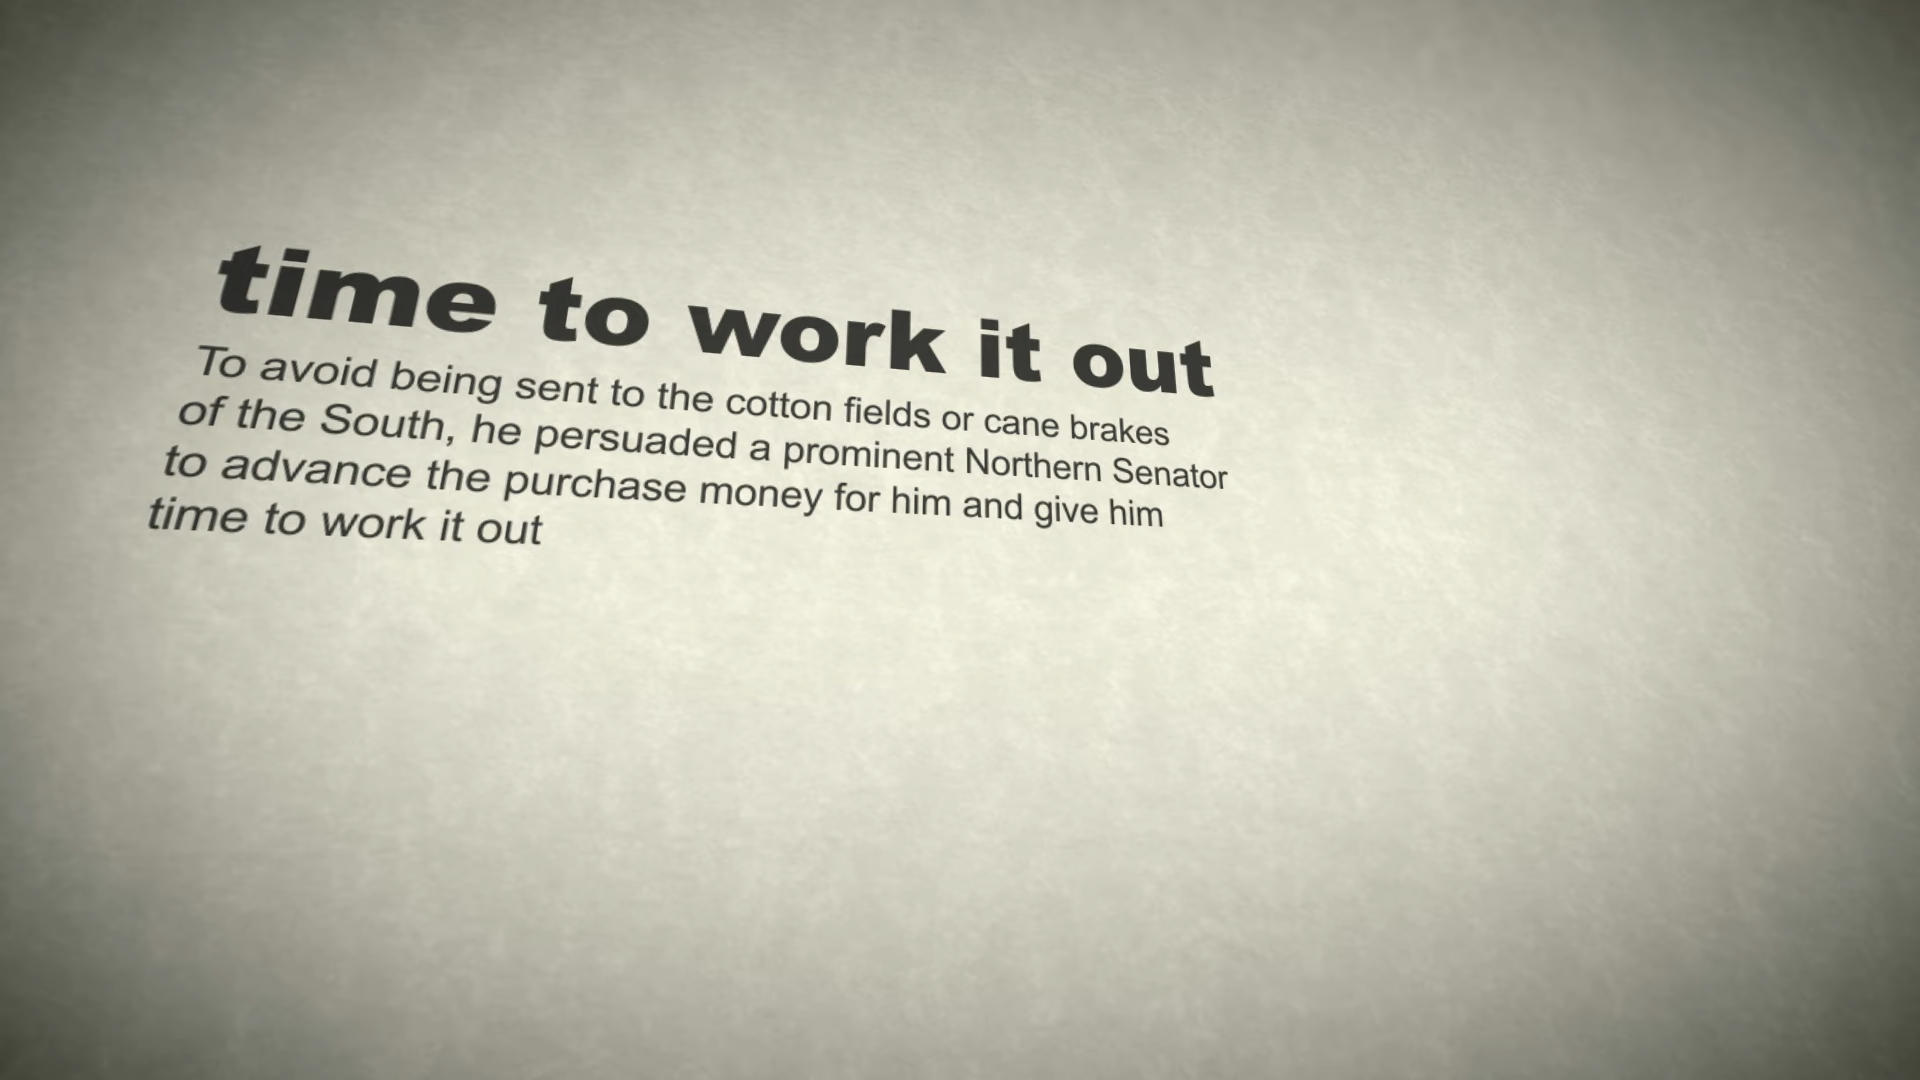 time to work it out
To avoid being sent to the cotton fields or cane brakes
of the South, he persuaded a prominent Northern Senator
to advance the purchase money for him and give him
time to work it out